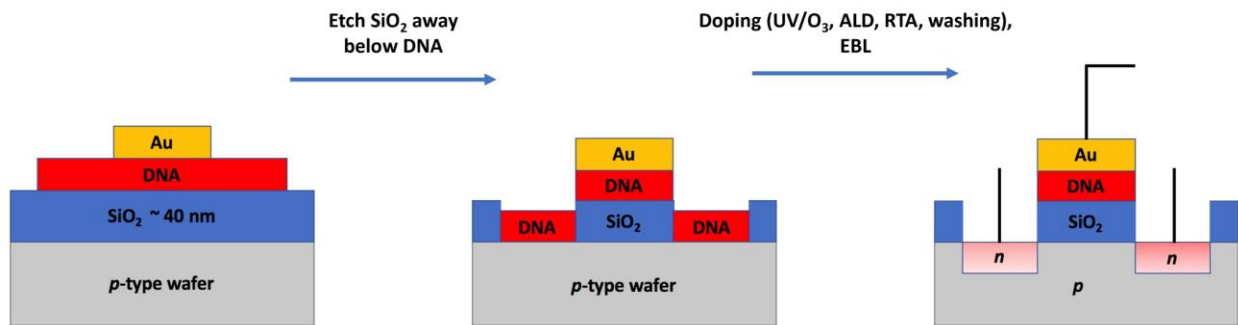 Etch SiO₂ away
below DNA
Doping (UV/O₃, ALD, RTA, washing),
EBL
Au
DNA
SiO₂ ~ 40 nm
p-type wafer
Au
DNA
DNA
SiO₂
DNA
p-type wafer
Au
DNA
SiO₂
n
n
p